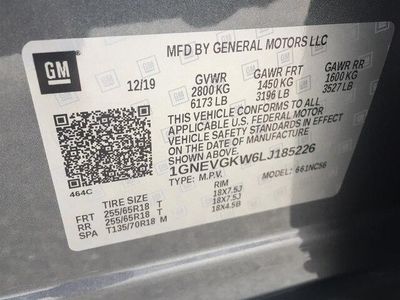 GM
MFD BY GENERAL MOTORS LLC
12/19 GVWR GAWR FRT GAWR RR
2800 KG 1450 KG 1600 KG
6173 LB 3196 LB 3527 LB
THIS VEHICLE CONFORMS TO ALL APPLICABLE
U.S. FEDERAL MOTOR VEHICLE SAFETY
STANDARDS IN EFFECT ON THE
DATE OF MANUFACTURE SHOWN ABOVE.
1GNEVGKW6LJ185226
TYPE: M.P.V. MODEL: 661NC56
464C
TIRE SIZE RIM
FRT 255/65R18 T 18X7.5J
RR 255/65R18 T 18X7.5J
SPA T135/70R18 M 18X4.5B